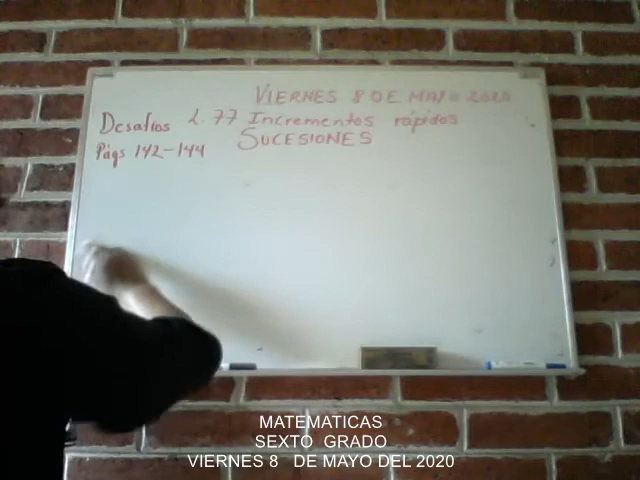 VIERNES 8 DE MAYO 2020
Desafios L.77 Incrementos rápidos
Págs 142-144 SUCESIONES
MATEMATICAS
SEXTO GRADO
VIERNES 8 DE MAYO DEL 2020